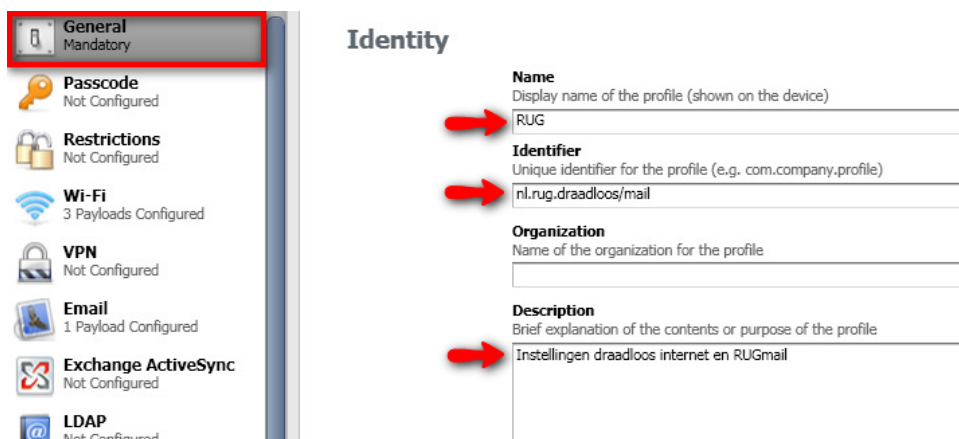 General
Mandatory
Passcode
Not Configured
Restrictions
Not Configured
Wi-Fi
3 Payloads Configured
VPN
Not Configured
Email
1 Payload Configured
Exchange ActiveSync
Not Configured
LDAP
Not Configured
Identity
Name
Display name of the profile (shown on the device)
RUG
Identifier
Unique identifier for the profile (e.g. com.company.profile)
nl.rug.draadloos/mail
Organization
Name of the organization for the profile
Description
Brief explanation of the contents or purpose of the profile
Instellingen draadloos internet en RUGmail